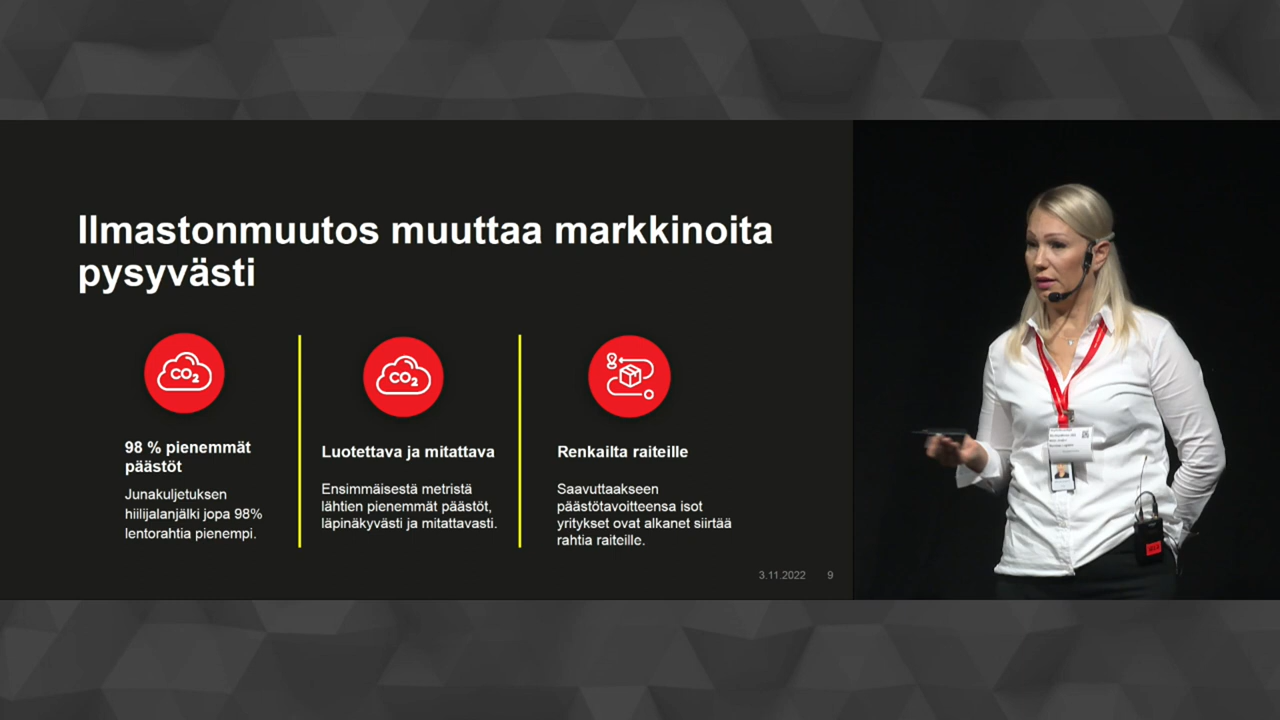 Ilmastonmuutos muuttaa markkinoita
pysyvästi
CO2
98 % pienemmät
päästöt
Junakuljetuksen
hiilijalanjälki jopa 98%
lentorahtia pienempi.
CO2
Luotettava ja mitattava
Ensimmäisestä metristä
lähtien pienemmät päästöt,
läpinäkyvästi ja mitattavasti.
Renkailta raiteille
Saavuttaakseen
päästötavoitteensa isot
yritykset ovat alkanet siirtää
rahtia raiteille.
3.11.2022 9